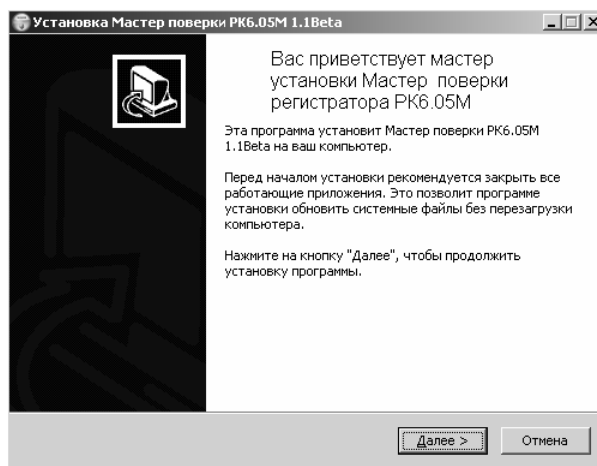 Установка Мастер поверки РК6.05М 1.1Beta
Вас приветствует мастер
установки Мастер поверки
регистратора РК6.05М
Эта программа установит Мастер поверки РК6.05М
1.1Beta на ваш компьютер.
Перед началом установки рекомендуется закрыть все
работающие приложения. Это позволит программе
установки обновить системные файлы без перезагрузки
компьютера.
Нажмите на кнопку "Далее", чтобы продолжить
установку программы.
Далее >
Отмена